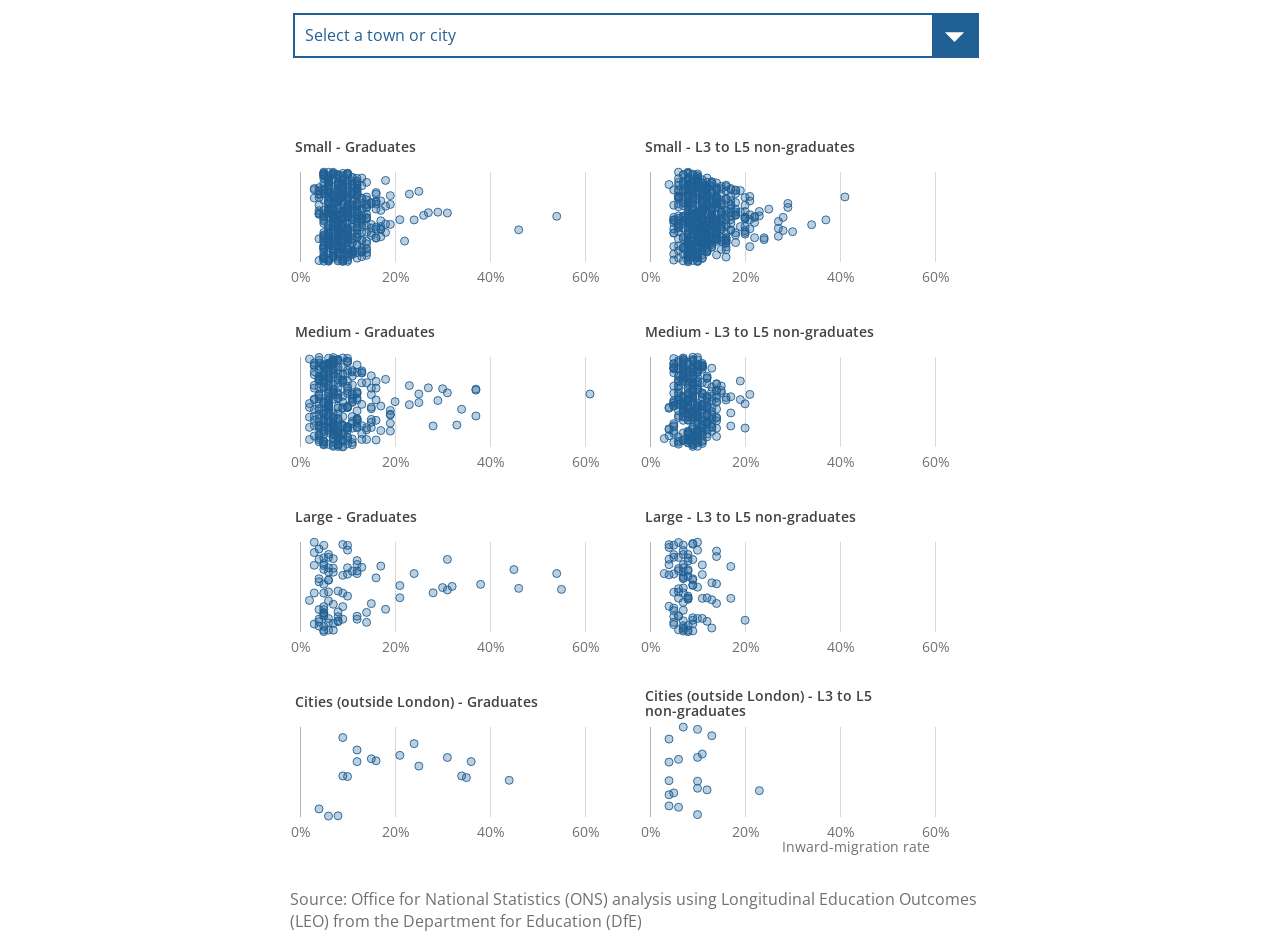 Select a town or city
Small - Graduates
Small - L3 to L5 non-graduates
0% 20% 40% 60%
0% 20% 40% 60%
Medium - Graduates
Medium - L3 to L5 non-graduates
0% 20% 40% 60%
0% 20% 40% 60%
Large - Graduates
Large - L3 to L5 non-graduates
0% 20% 40% 60%
0% 20% 40% 60%
Cities (outside London) - Graduates
Cities (outside London) - L3 to L5
non-graduates
0% 20% 40% 60%
0% 20% 40% 60%
Inward-migration rate
Source: Office for National Statistics (ONS) analysis using Longitudinal Education Outcomes
(LEO) from the Department for Education (DfE)